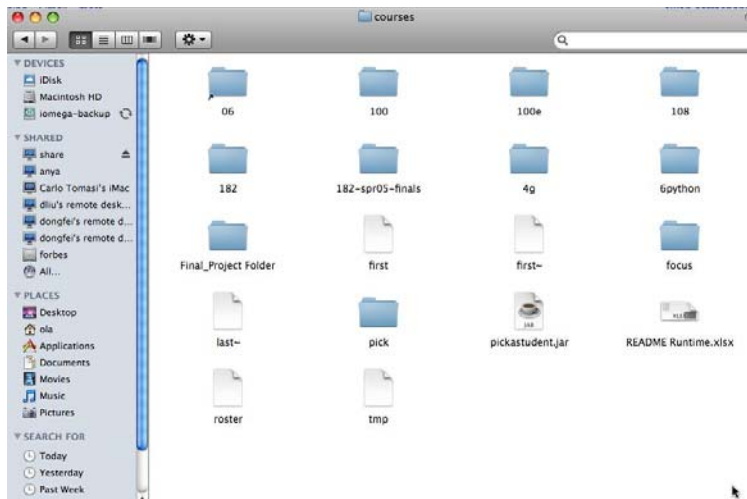 courses
DEVICES
iDisk
Macintosh HD
iomega-backup
SHARED
share
anya
Carlo Tomasi's iMac
dliu's remote desk...
dongfei's remote d...
dongfei's remote d...
forbes
All...
PLACES
Desktop
ola
Applications
Documents
Movies
Music
Pictures
SEARCH FOR
Today
Yesterday
Past Week
06 100 100e 108
182 182-spr05-finals 4g 6python
Final_Project Folder first first~ focus
last~ pick pickastudent.jar README Runtime.xlsx
roster tmp
JAR
XLSX